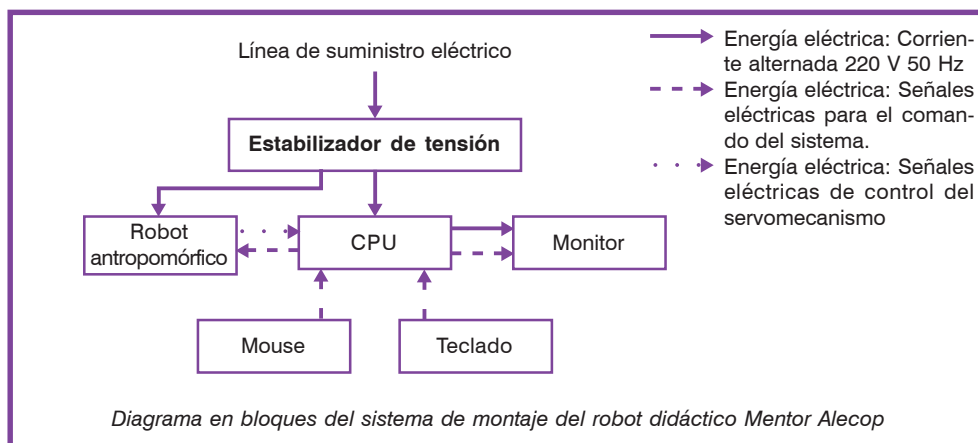 Línea de suministro eléctrico
Estabilizador de tensión
Robot
antropomórfico
CPU
Monitor
Mouse
Teclado
Energía eléctrica: Corrien-
te alternada 220 V 50 Hz
Energía eléctrica: Señales
eléctricas para el coman-
do del sistema.
Energía eléctrica: Señales
eléctricas de control del
servomecanismo
Diagrama en bloques del sistema de montaje del robot didáctico Mentor Alecop